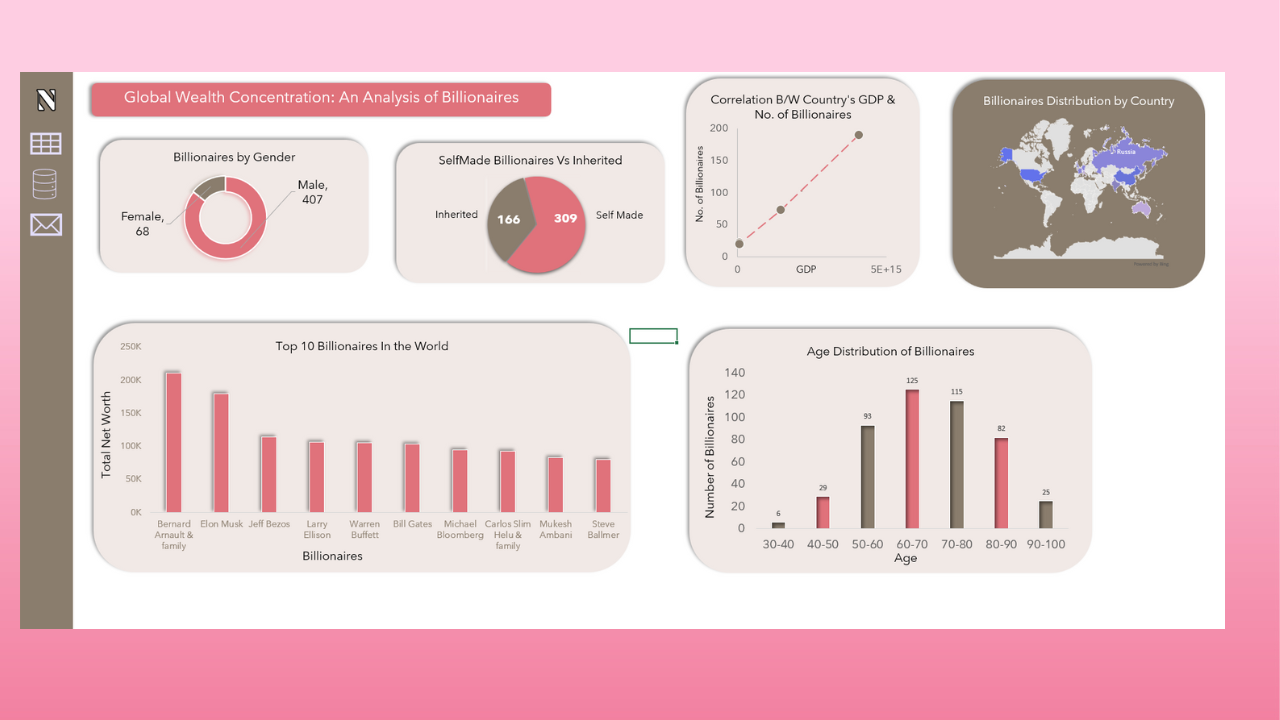 N
Global Wealth Concentration: An Analysis of Billionaires
Billionaires by Gender
Male,
407
Female,
68
SelfMade Billionaires Vs Inherited
Inherited
166
309
Self Made
Correlation B/W Country's GDP &
No. of Billionaires
No. of Billionaires
200
150
100
50
0
0
GDP
5E+15
Billionaires Distribution by Country
Russia
Top 10 Billionaires In the World
Total Net Worth
250K
200K
150K
100K
50K
0K
Bernard
Arnault &
family
Elon Musk
Jeff Bezos
Larry
Ellison
Warren
Buffett
Bill Gates
Michael
Bloomberg
Carlos Slim
Helu &
family
Mukesh
Ambani
Steve
Ballmer
Billionaires
Age Distribution of Billionaires
Number of Billionaires
140
120
100
80
60
40
20
0
6
29
93
125
115
82
25
30-40
40-50
50-60
60-70
70-80
80-90
90-100
Age